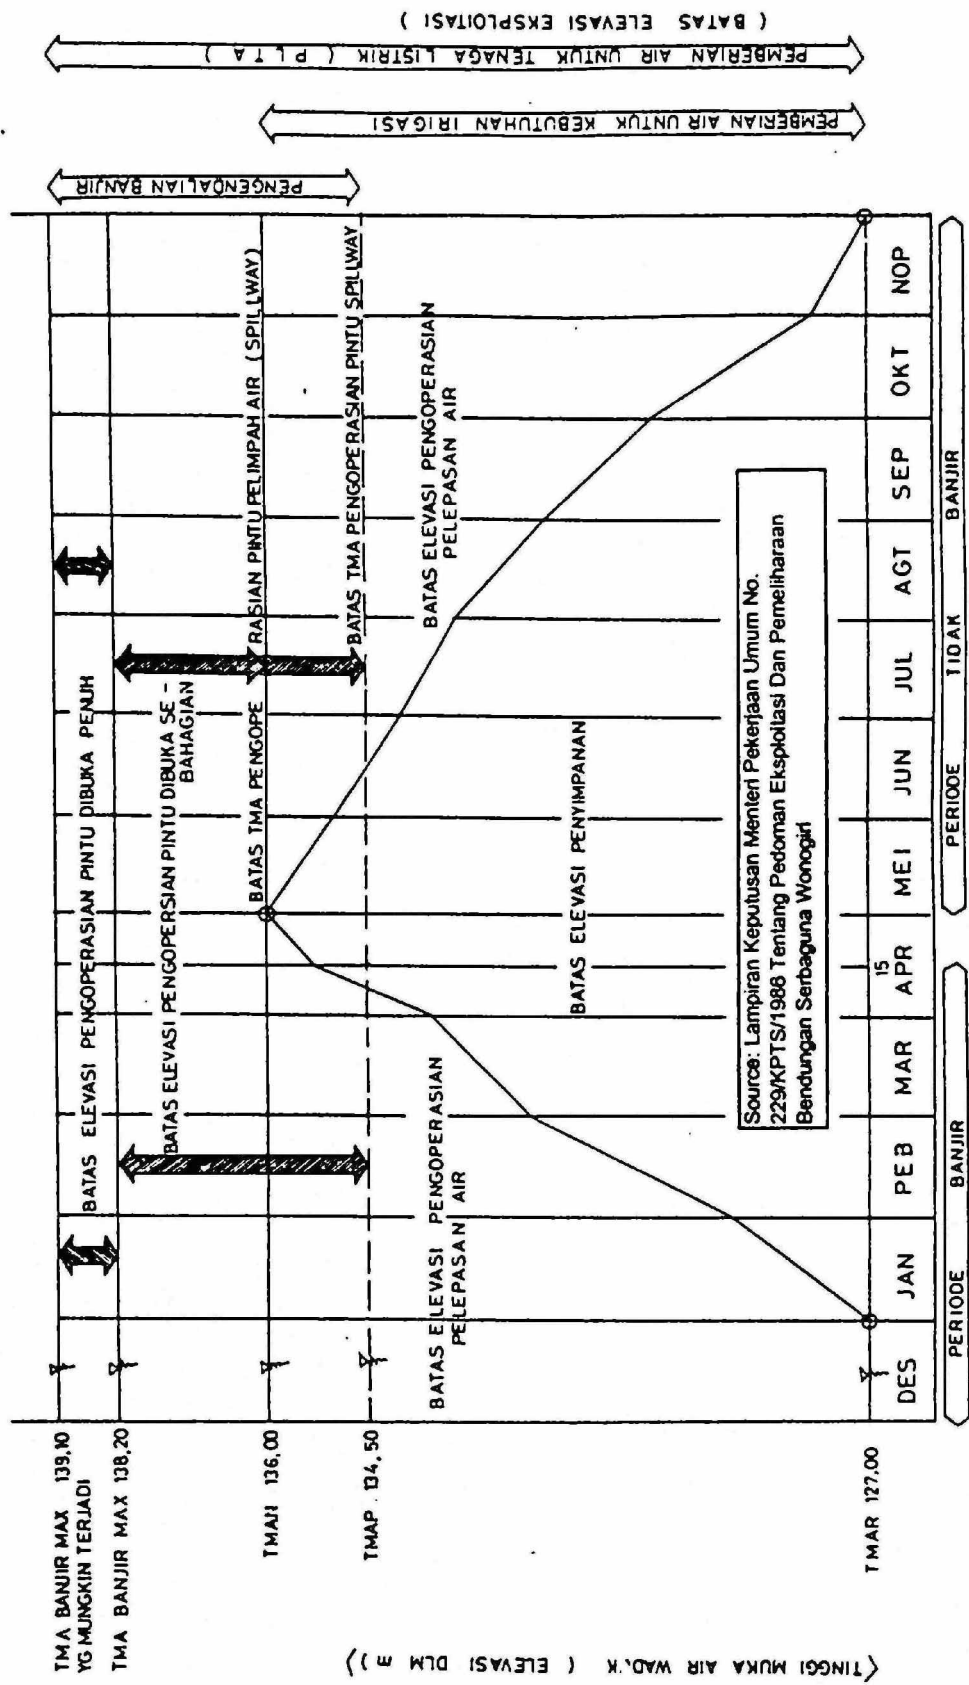 TMA BANJIR MAX 139,10
YG MUNGKIN TERJADI
TMA BANJIR MAX 138,20
TMAN 136,00
TMAP 134,50
TMAR 127,00
( ELEVASI DLM m )
TINGGI MUKA AIR
BATAS ELEVASI PENGOPERASIAN PINTU DIBUKA PENUH
BATAS ELEVASI PENGOPERSIAN PINTU DIBUKA SE-
BAHAGIAN
BATAS TMA PENGOPE RASIAN PINTU PELIMPAH AIR (SPILLWAY)
BATAS TMA PENGOPERASIAN PINTU SPILLWAY
BATAS ELEVASI PENGOPERASIAN
PELEPASAN AIR
BATAS ELEVASI PENGOPERASIAN
PELEPASAN AIR
BATAS ELEVASI PENYIMPANAN
Source: Lampiran Keputusan Menteri Pekerjaan Umum No.
229/KPTS/1986 Tentang Pedoman Eksploitasi Dan Pemeliharaan
Bendungan Serbaguna Wonogiri
15
DES JAN PEB MAR APR MEI JUN JUL AGT SEP OKT NOP
PERIODE BANJIR
PERIODE TIDAK BANJIR
PENGENDALIAN BANJIR
PEMBERIAN AIR UNTUK KEBUTUHAN IRIGASI
PEMBERIAN AIR UNTUK TENAGA LISTRIK ( PLTA )
( BATAS ELEVASI EKSPLOITASI )